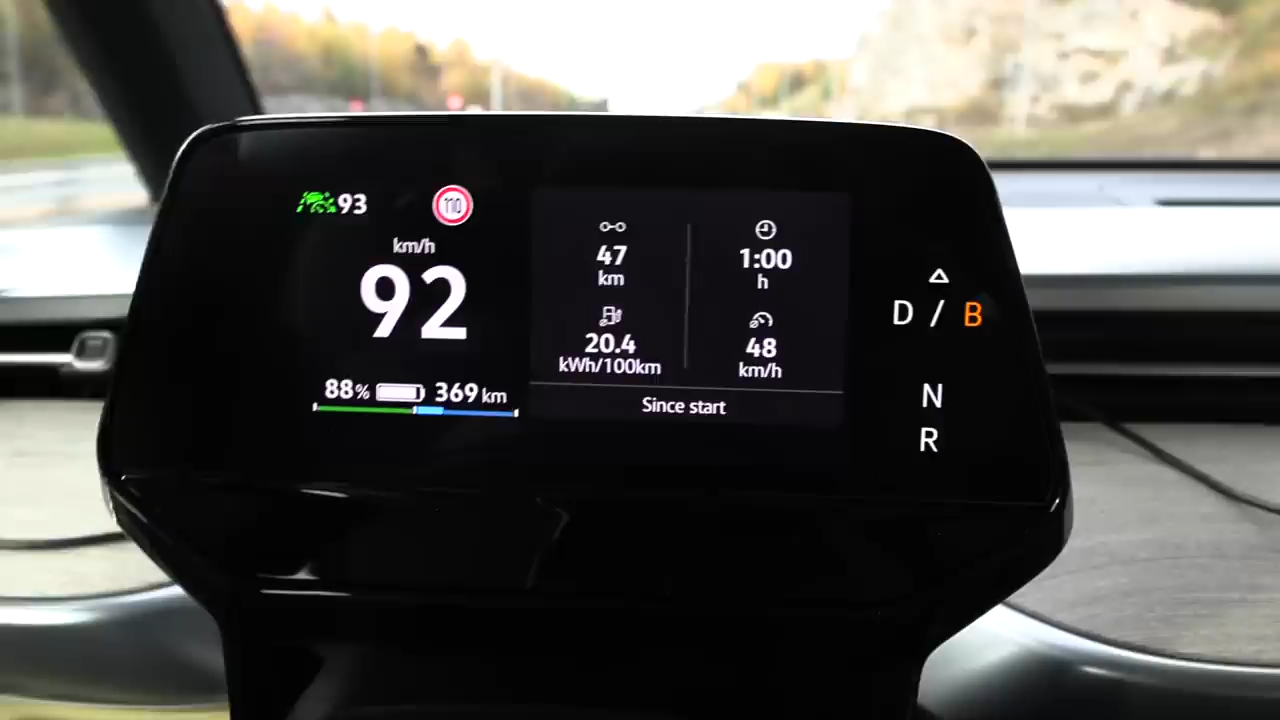 93
110
km/h
92
88% 369 km
47
km
1:00
h
20.4
kWh/100km
48
km/h
Since start
D / B
N
R